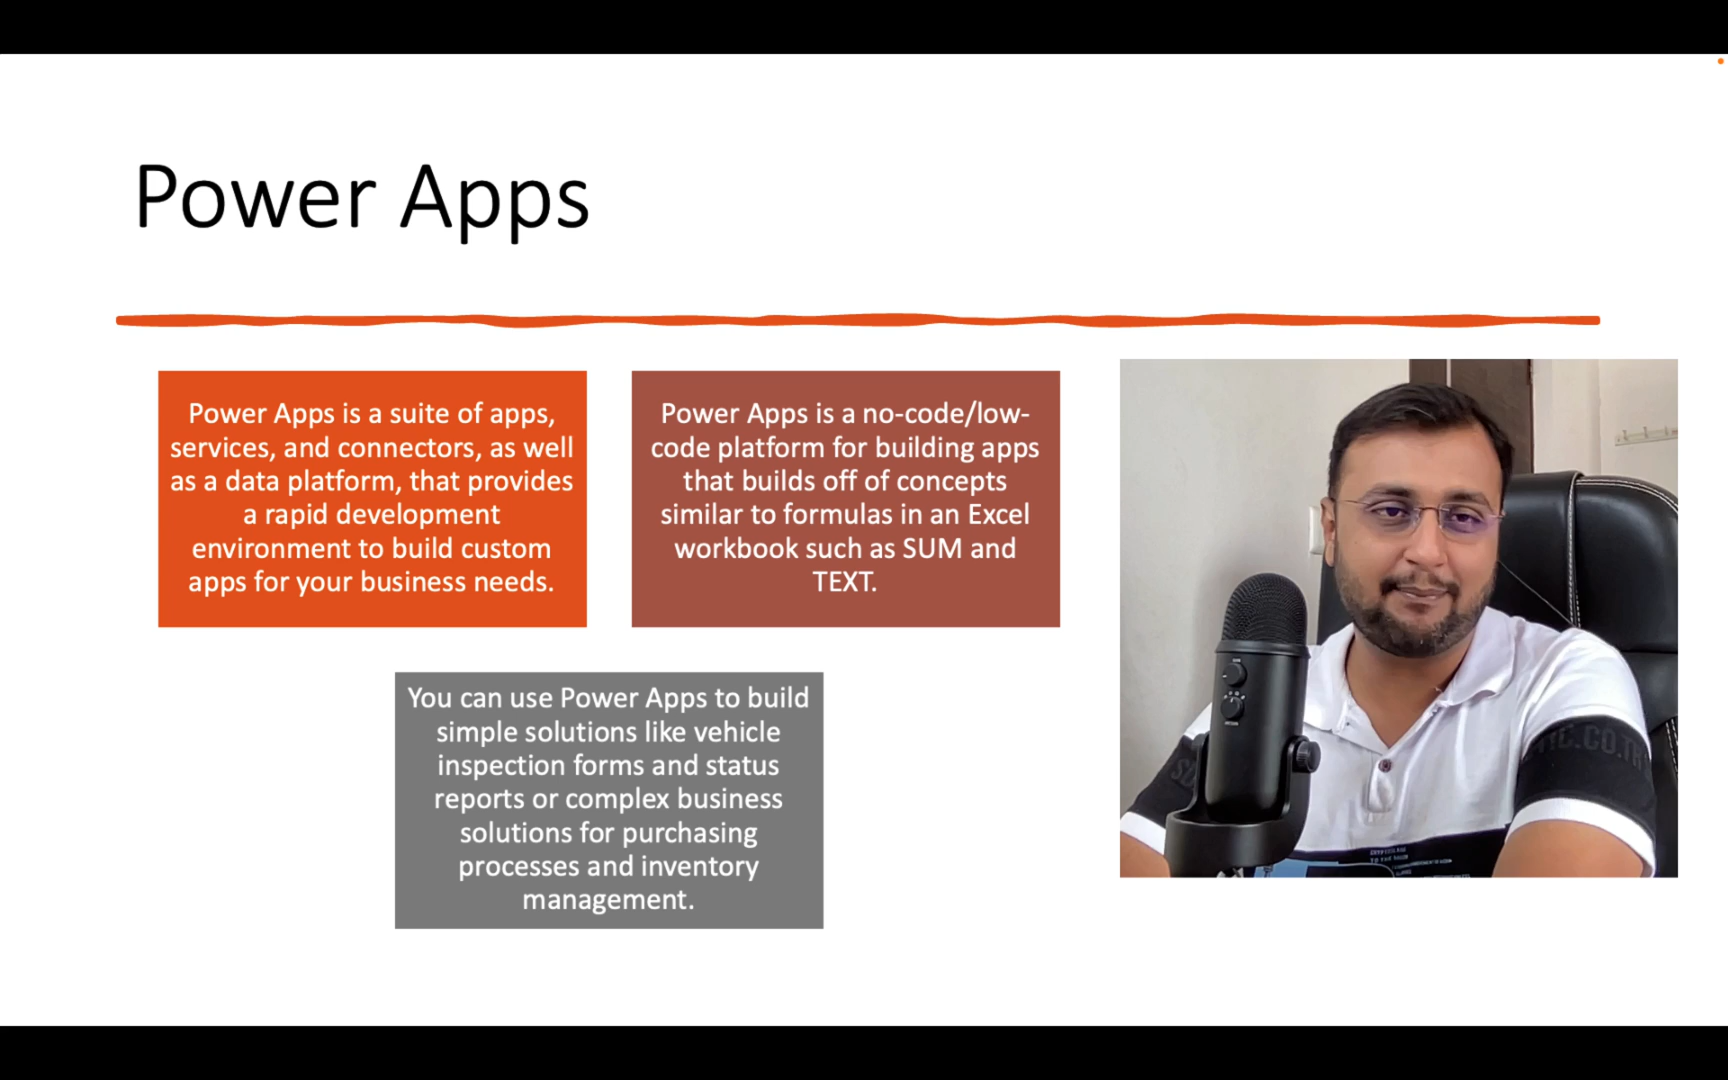 Power Apps
Power Apps is a suite of apps,
services, and connectors, as well
as a data platform, that provides
a rapid development
environment to build custom
apps for your business needs.
Power Apps is a no-code/low-
code platform for building apps
that builds off of concepts
similar to formulas in an Excel
workbook such as SUM and
TEXT.
You can use Power Apps to build
simple solutions like vehicle
inspection forms and status
reports or complex business
solutions for purchasing
processes and inventory
management.